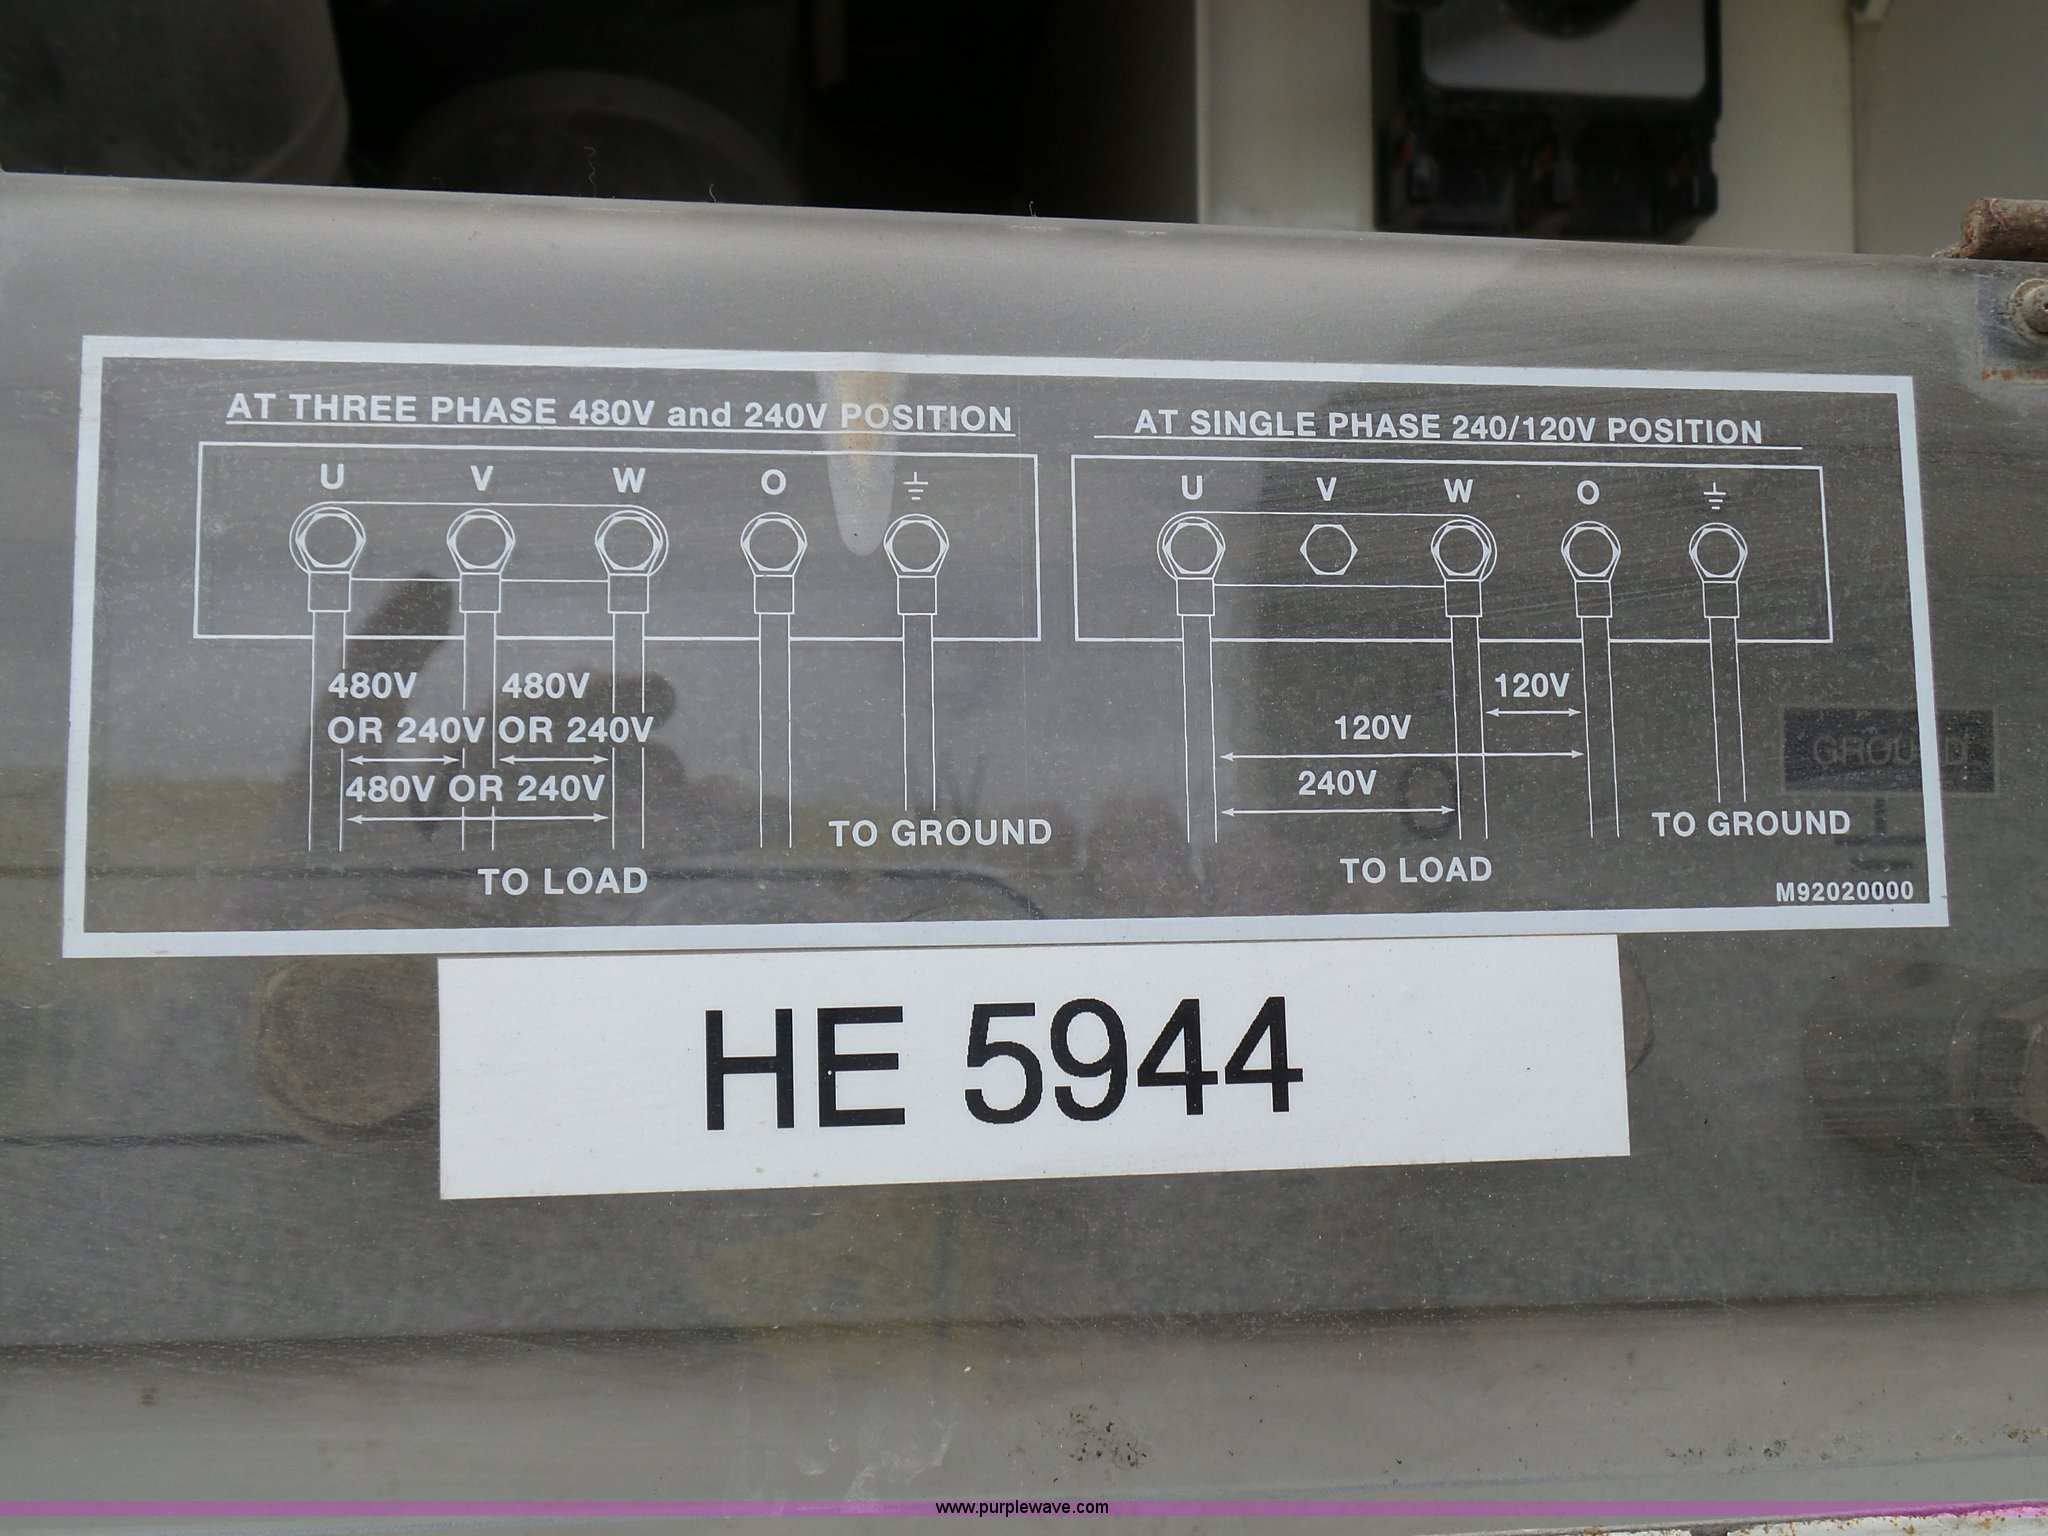 AT THREE PHASE 480V and 240V POSITION
U V W O
480V 480V
OR 240V OR 240V
480V OR 240V
TO GROUND
TO LOAD
AT SINGLE PHASE 240/120V POSITION
U V W O
120V
120V
240V
TO GROUND
TO LOAD
M92020000
GROUND
O
HE 5944
www.purplewave.com